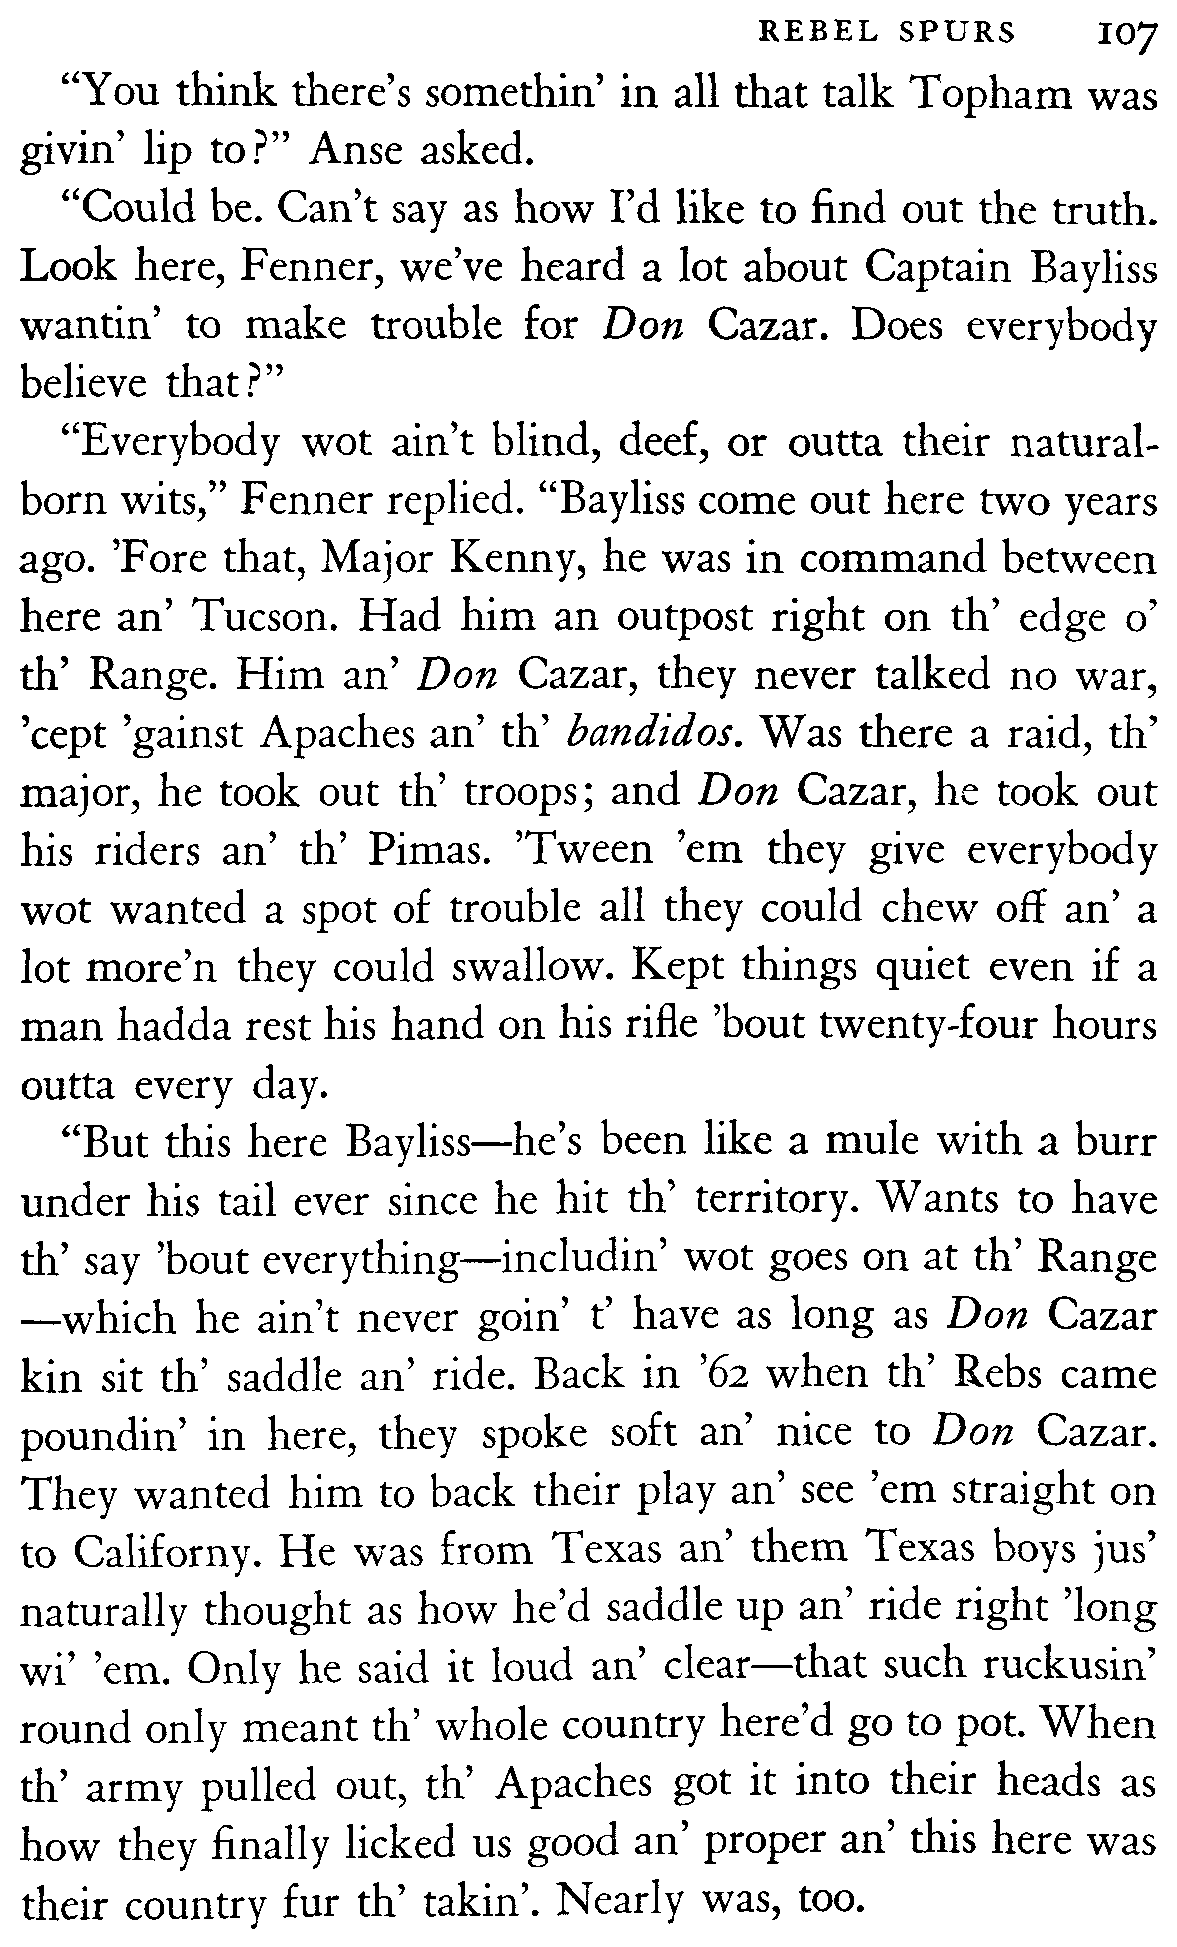 REBEL SPURS 107
“You think there’s somethin’ in all that talk Topham was
givin’ lip to?” Anse asked.
“Could be. Can’t say as how I’d like to find out the truth.
Look here, Fenner, we’ve heard a lot about Captain Bayliss
wantin’ to make trouble for Don Cazar. Does everybody
believe that?”
“Everybody wot ain’t blind, deef, or outta their natural-
born wits,” Fenner replied. “Bayliss come out here two years
ago. ’Fore that, Major Kenny, he was in command between
here an’ Tucson. Had him an outpost right on th’ edge o’
th’ Range. Him an’ Don Cazar, they never talked no war,
’cept ’gainst Apaches an’ th’ bandidos. Was there a raid, th’
major, he took out th’ troops; and Don Cazar, he took out
his riders an’ th’ Pimas. ’Tween ’em they give everybody
wot wanted a spot of trouble all they could chew off an’ a
lot more’n they could swallow. Kept things quiet even if a
man hadda rest his hand on his rifle ’bout twenty-four hours
outta every day.
“But this here Bayliss—he’s been like a mule with a burr
under his tail ever since he hit th’ territory. Wants to have
th’ say ’bout everything—includin’ wot goes on at th’ Range
—which he ain’t never goin’ t’ have as long as Don Cazar
kin sit th’ saddle an’ ride. Back in ’62 when th’ Rebs came
poundin’ in here, they spoke soft an’ nice to Don Cazar.
They wanted him to back their play an’ see ’em straight on
to Californy. He was from Texas an’ them Texas boys jus’
naturally thought as how he’d saddle up an’ ride right ’long
wi’ ’em. Only he said it loud an’ clear—that such ruckusin’
round only meant th’ whole country here’d go to pot. When
th’ army pulled out, th’ Apaches got it into their heads as
how they finally licked us good an’ proper an’ this here was
their country fur th’ takin’. Nearly was, too.